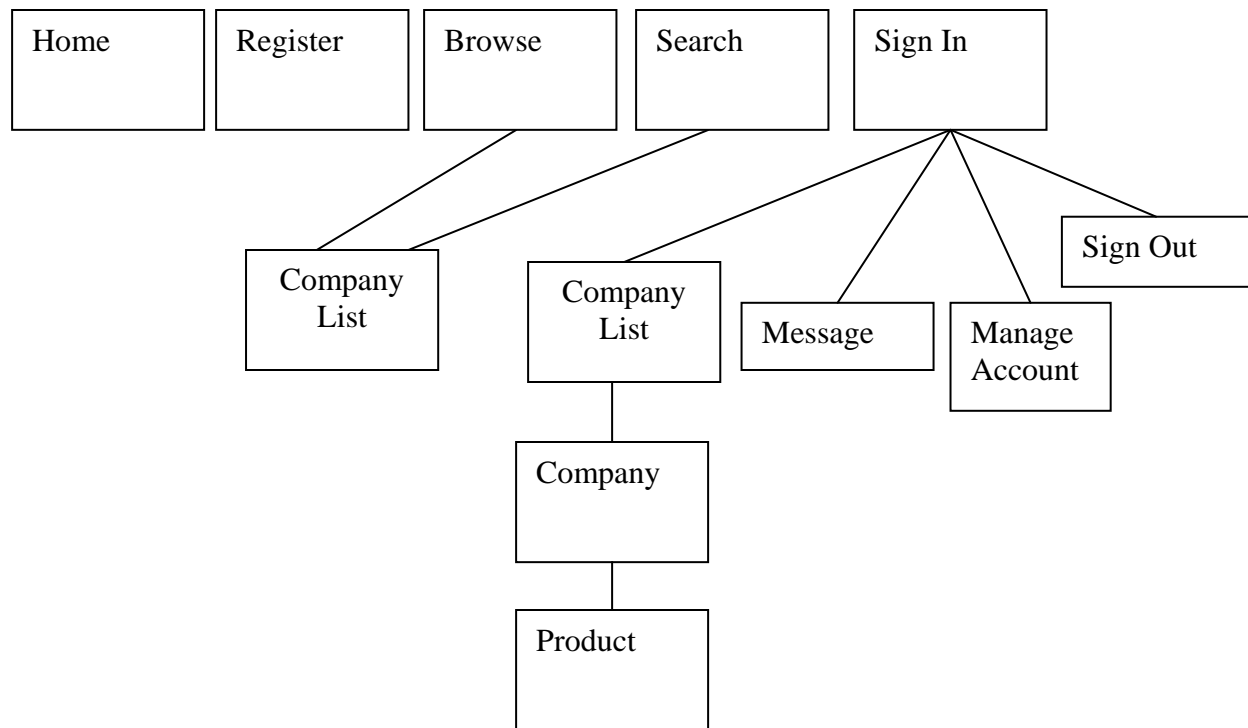 Home
Register
Browse
Search
Sign In
Company
List
Company
List
Message
Manage
Account
Sign Out
Company
Product